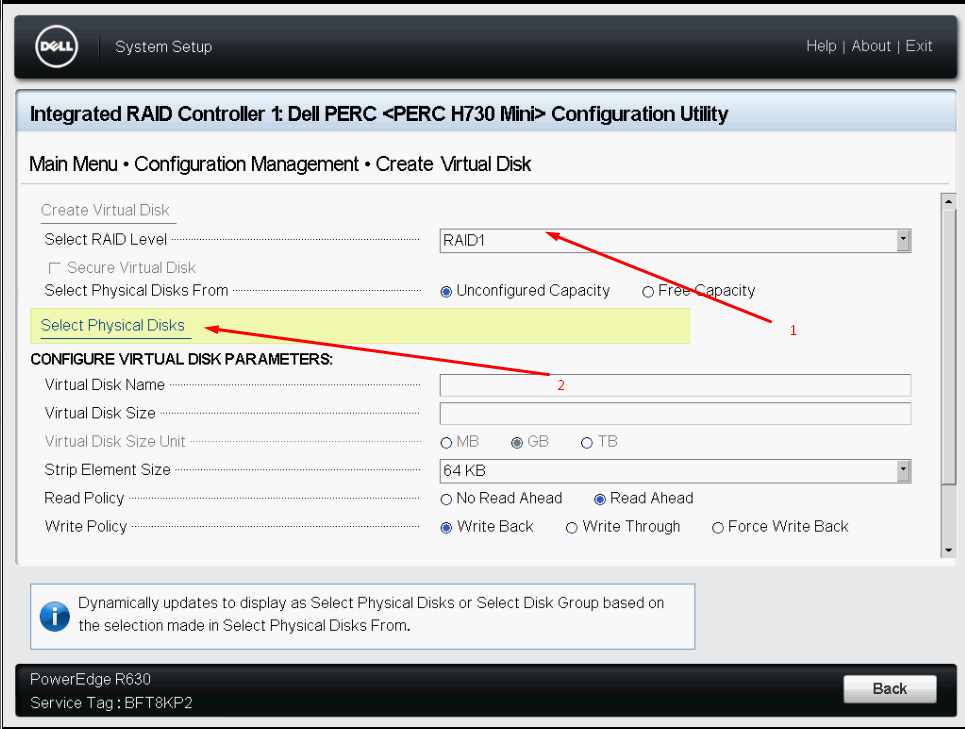 DELL
System Setup
Help | About | Exit
Integrated RAID Controller 1: Dell PERC <PERC H730 Mini> Configuration Utility
Main Menu • Configuration Management • Create Virtual Disk
Create Virtual Disk
Select RAID Level RAID1
Secure Virtual Disk
Select Physical Disks From Unconfigured Capacity Free Capacity
1
Select Physical Disks
CONFIGURE VIRTUAL DISK PARAMETERS:
2
Virtual Disk Name
Virtual Disk Size
Virtual Disk Size Unit MB GB TB
Strip Element Size 64 KB
Read Policy No Read Ahead Read Ahead
Write Policy Write Back Write Through Force Write Back
i
Dynamically updates to display as Select Physical Disks or Select Disk Group based on
the selection made in Select Physical Disks From.
PowerEdge R630
Service Tag : BFT8KP2
Back